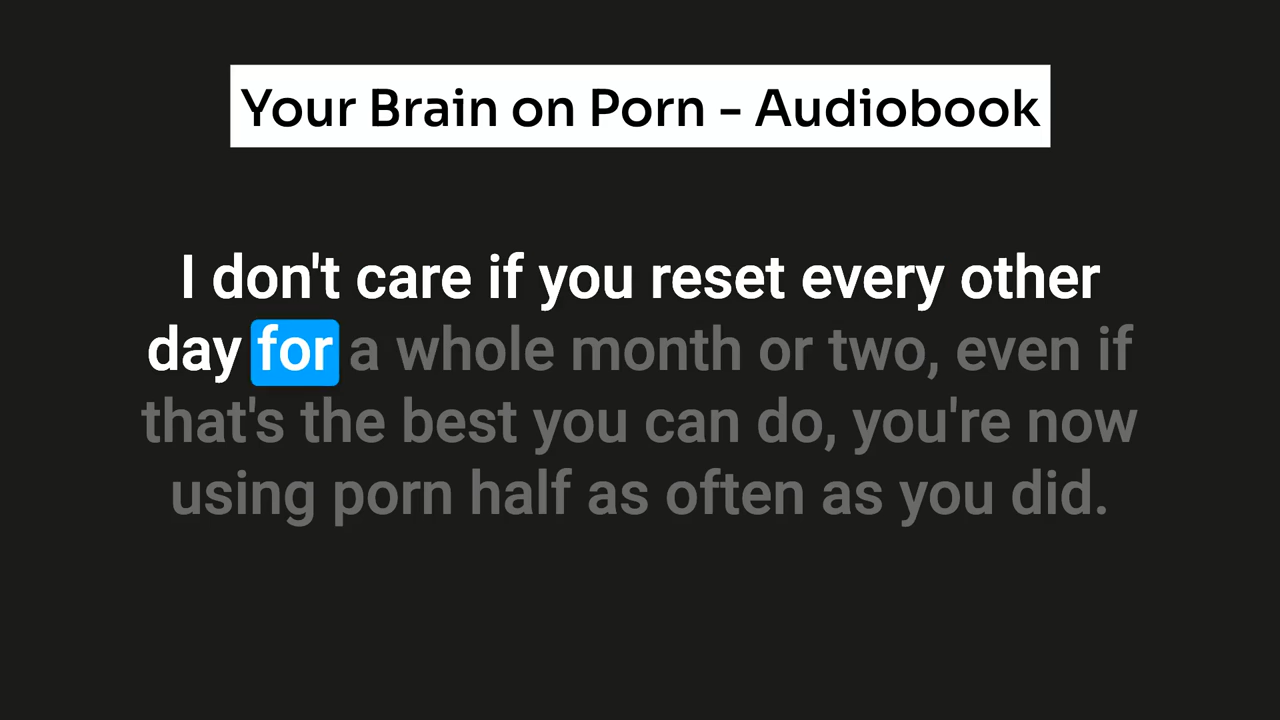 Your Brain on Porn - Audiobook
I don't care if you reset every other
day for a whole month or two, even if
that's the best you can do, you're now
using porn half as often as you did.